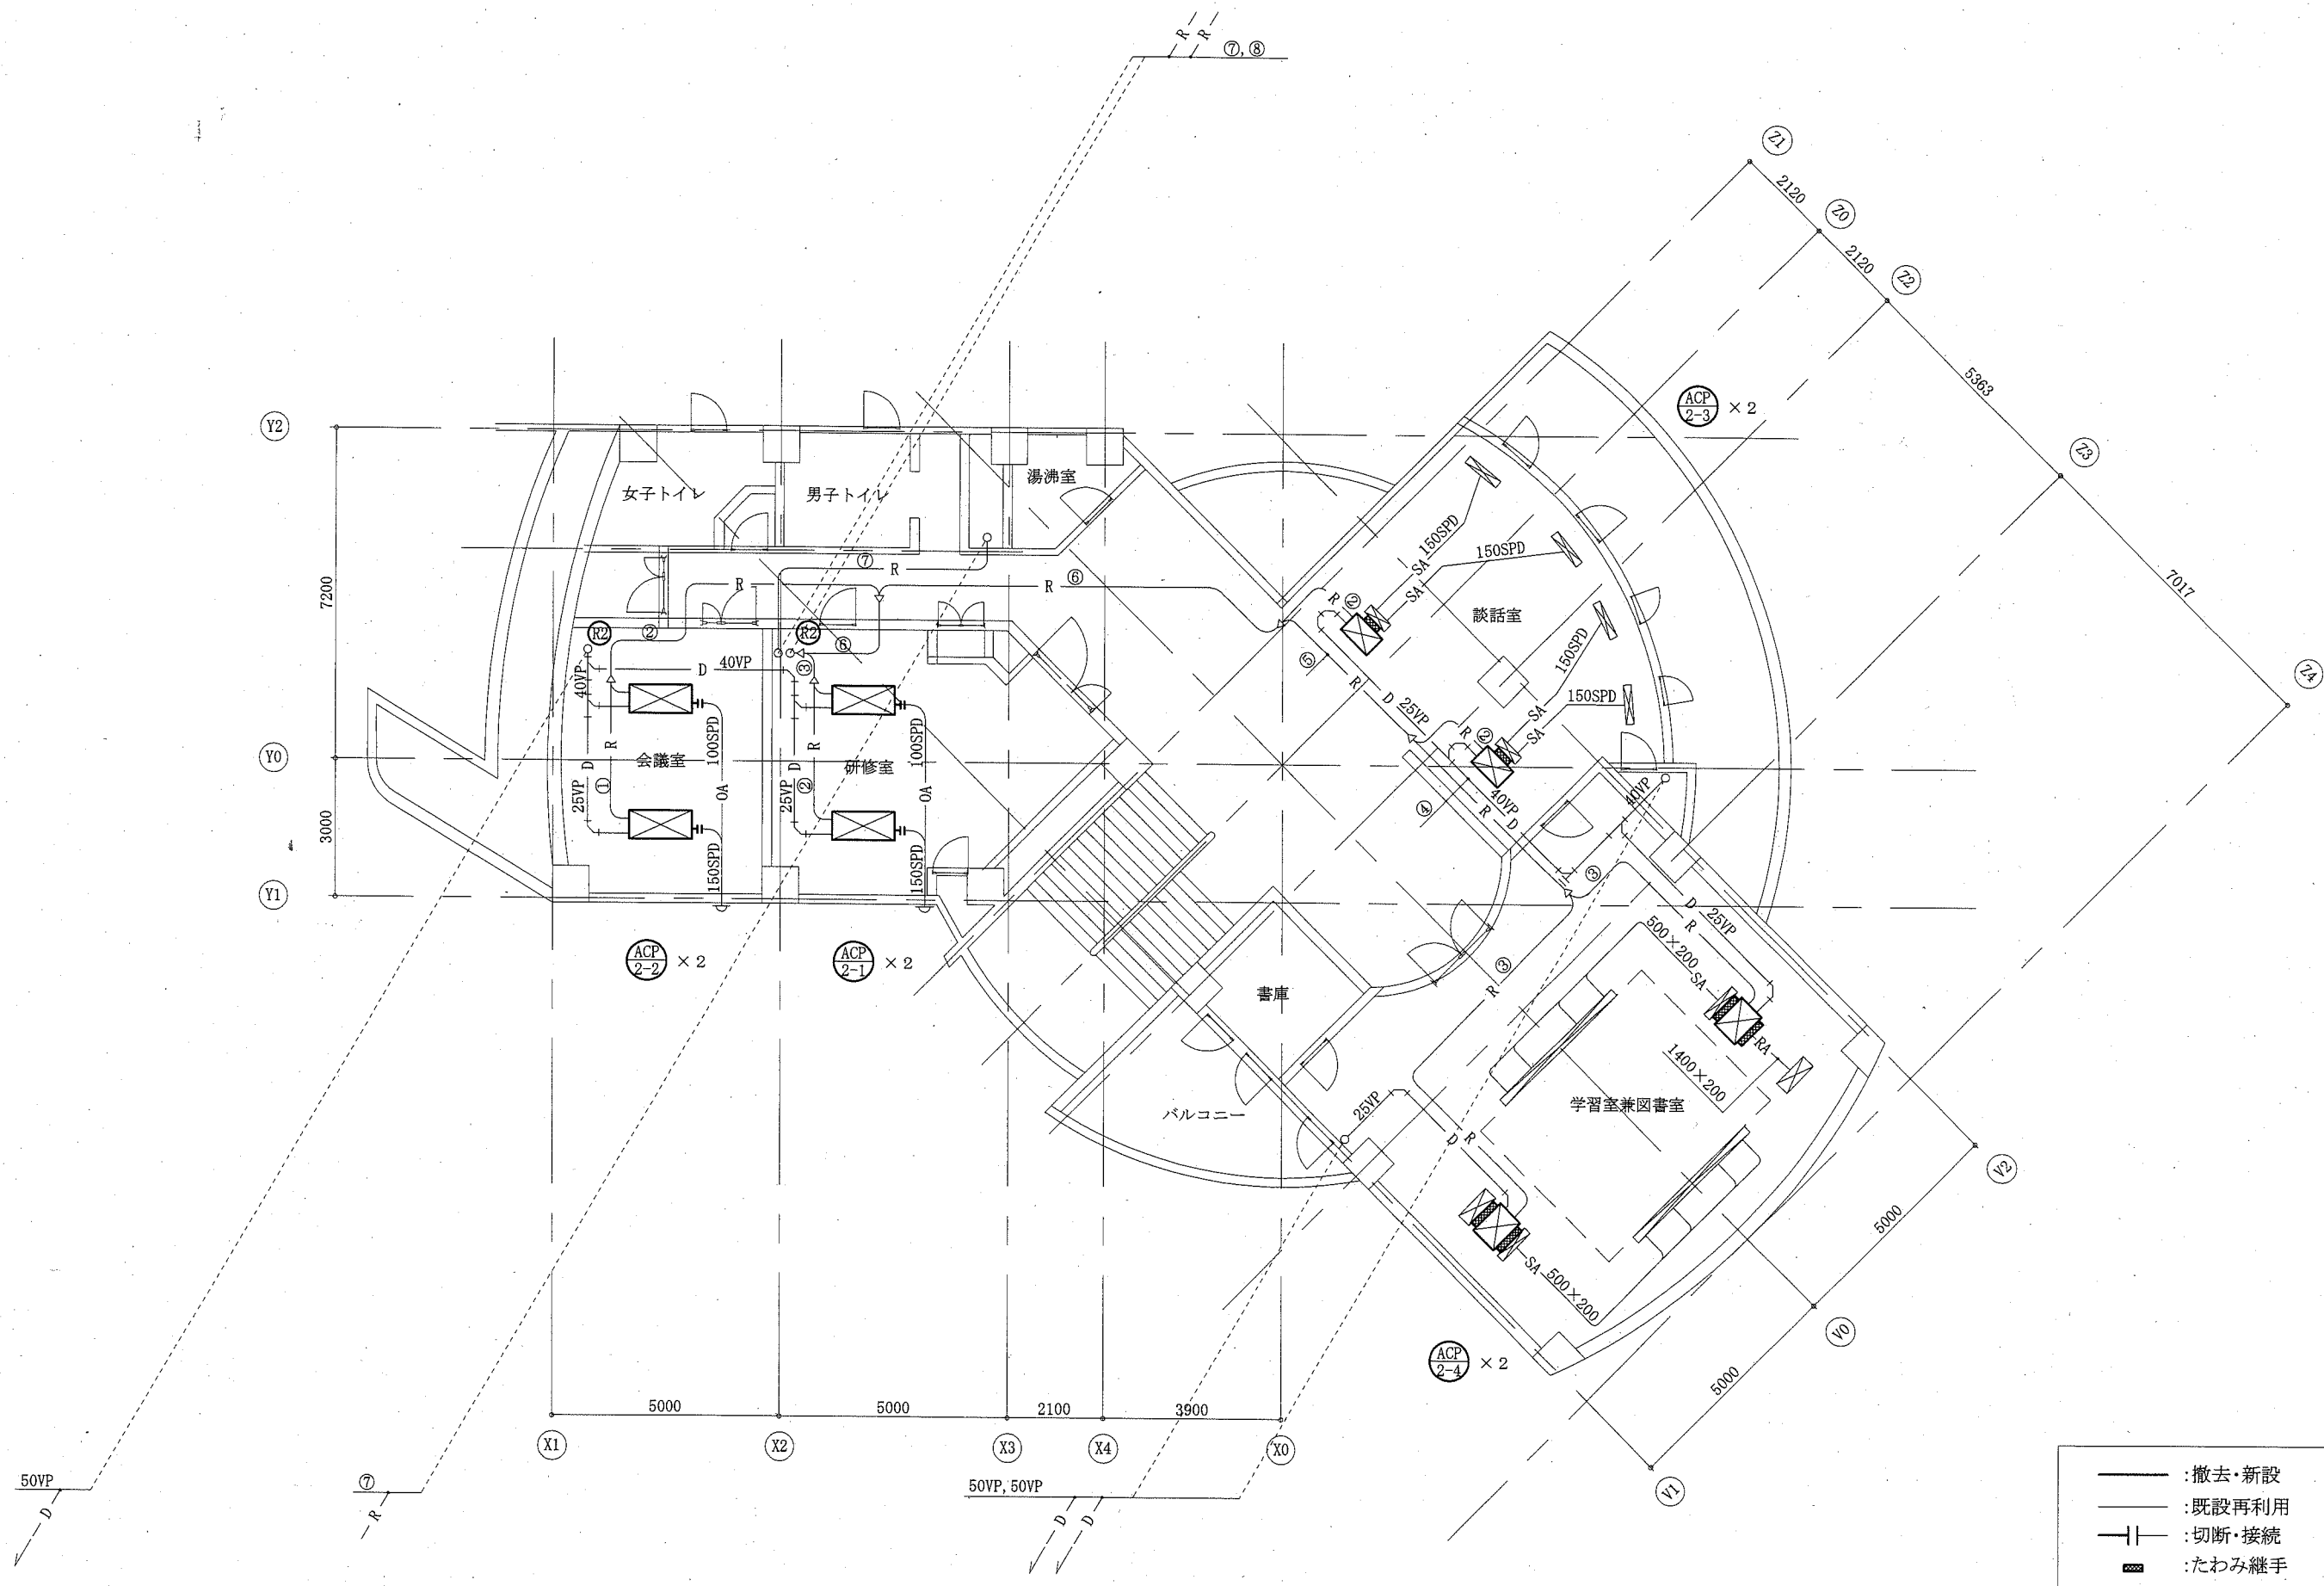 R R
⑦, ⑧
Z1
2120
Z0
2120
Z2
5363
Z3
7017
Z4
ACP
2-3
× 2
Y2
7200
Y0
3000
Y1
女子トイレ
男子トイレ
湯沸室
⑦
R
R
R
⑥
R2
②
R2
⑥
③
D
40VP
40VP
R
D
①
25VP
会議室
100SPD
OA
150SPD
R
D
②
25VP
研修室
100SPD
OA
150SPD
ACP
2-2
× 2
ACP
2-1
× 2
150SPD
SA
150SPD
SA
R
②
談話室
150SPD
SA
150SPD
SA
⑤
R
D
25VP
R
②
④
R
40VP
D
40VP
③
D
25VP
R
500×200
SA
RA
1400×200
③
R
書庫
バルコニー
25VP
D
R
学習室兼図書室
SA
500×200
ACP
2-4
× 2
V2
5000
V0
5000
V1
5000
5000
2100
3900
X1
X2
X3
X4
X0
50VP
D
⑦
R
50VP, 50VP
D
D
:撤去・新設
:既設再利用
:切断・接続
:たわみ継手